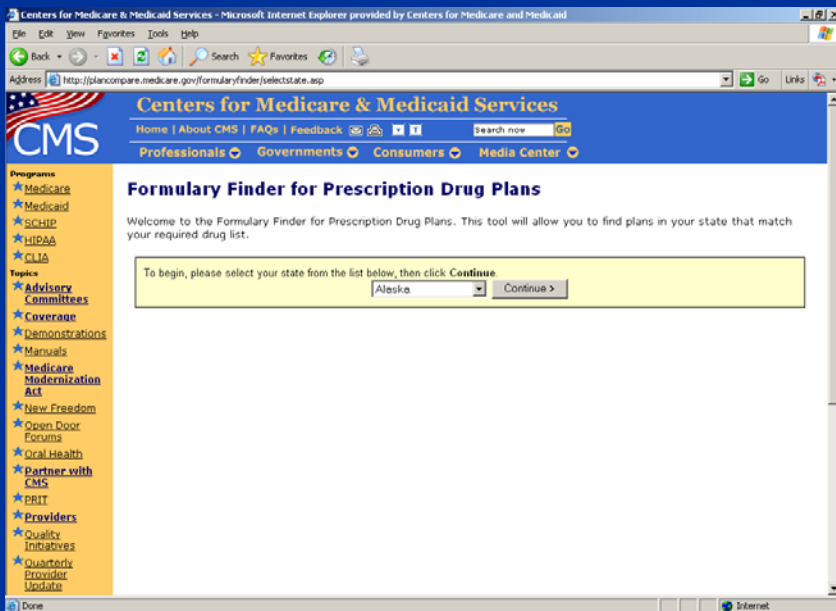 Centers for Medicare & Medicaid Services - Microsoft Internet Explorer provided by Centers for Medicare and Medicaid
File Edit View Favorites Tools Help
Back Search Favorites
Address http://plancompare.medicare.gov/formularyfinder/selectstate.asp Go Links
CMS
Centers for Medicare & Medicaid Services
Home | About CMS | FAQs | Feedback Search now Go
Professionals Governments Consumers Media Center
Programs
Medicare
Medicaid
SCHIP
HIPAA
CLIA
Topics
Advisory
Committees
Coverage
Demonstrations
Manuals
Medicare
Modernization
Act
New Freedom
Open Door
Forums
Oral Health
Partner with
CMS
PRIT
Providers
Quality
Initiatives
Quarterly
Provider
Update
Formulary Finder for Prescription Drug Plans
Welcome to the Formulary Finder for Prescription Drug Plans. This tool will allow you to find plans in your state that match
your required drug list.
To begin, please select your state from the list below, then click Continue.
Alaska Continue >
Done Internet